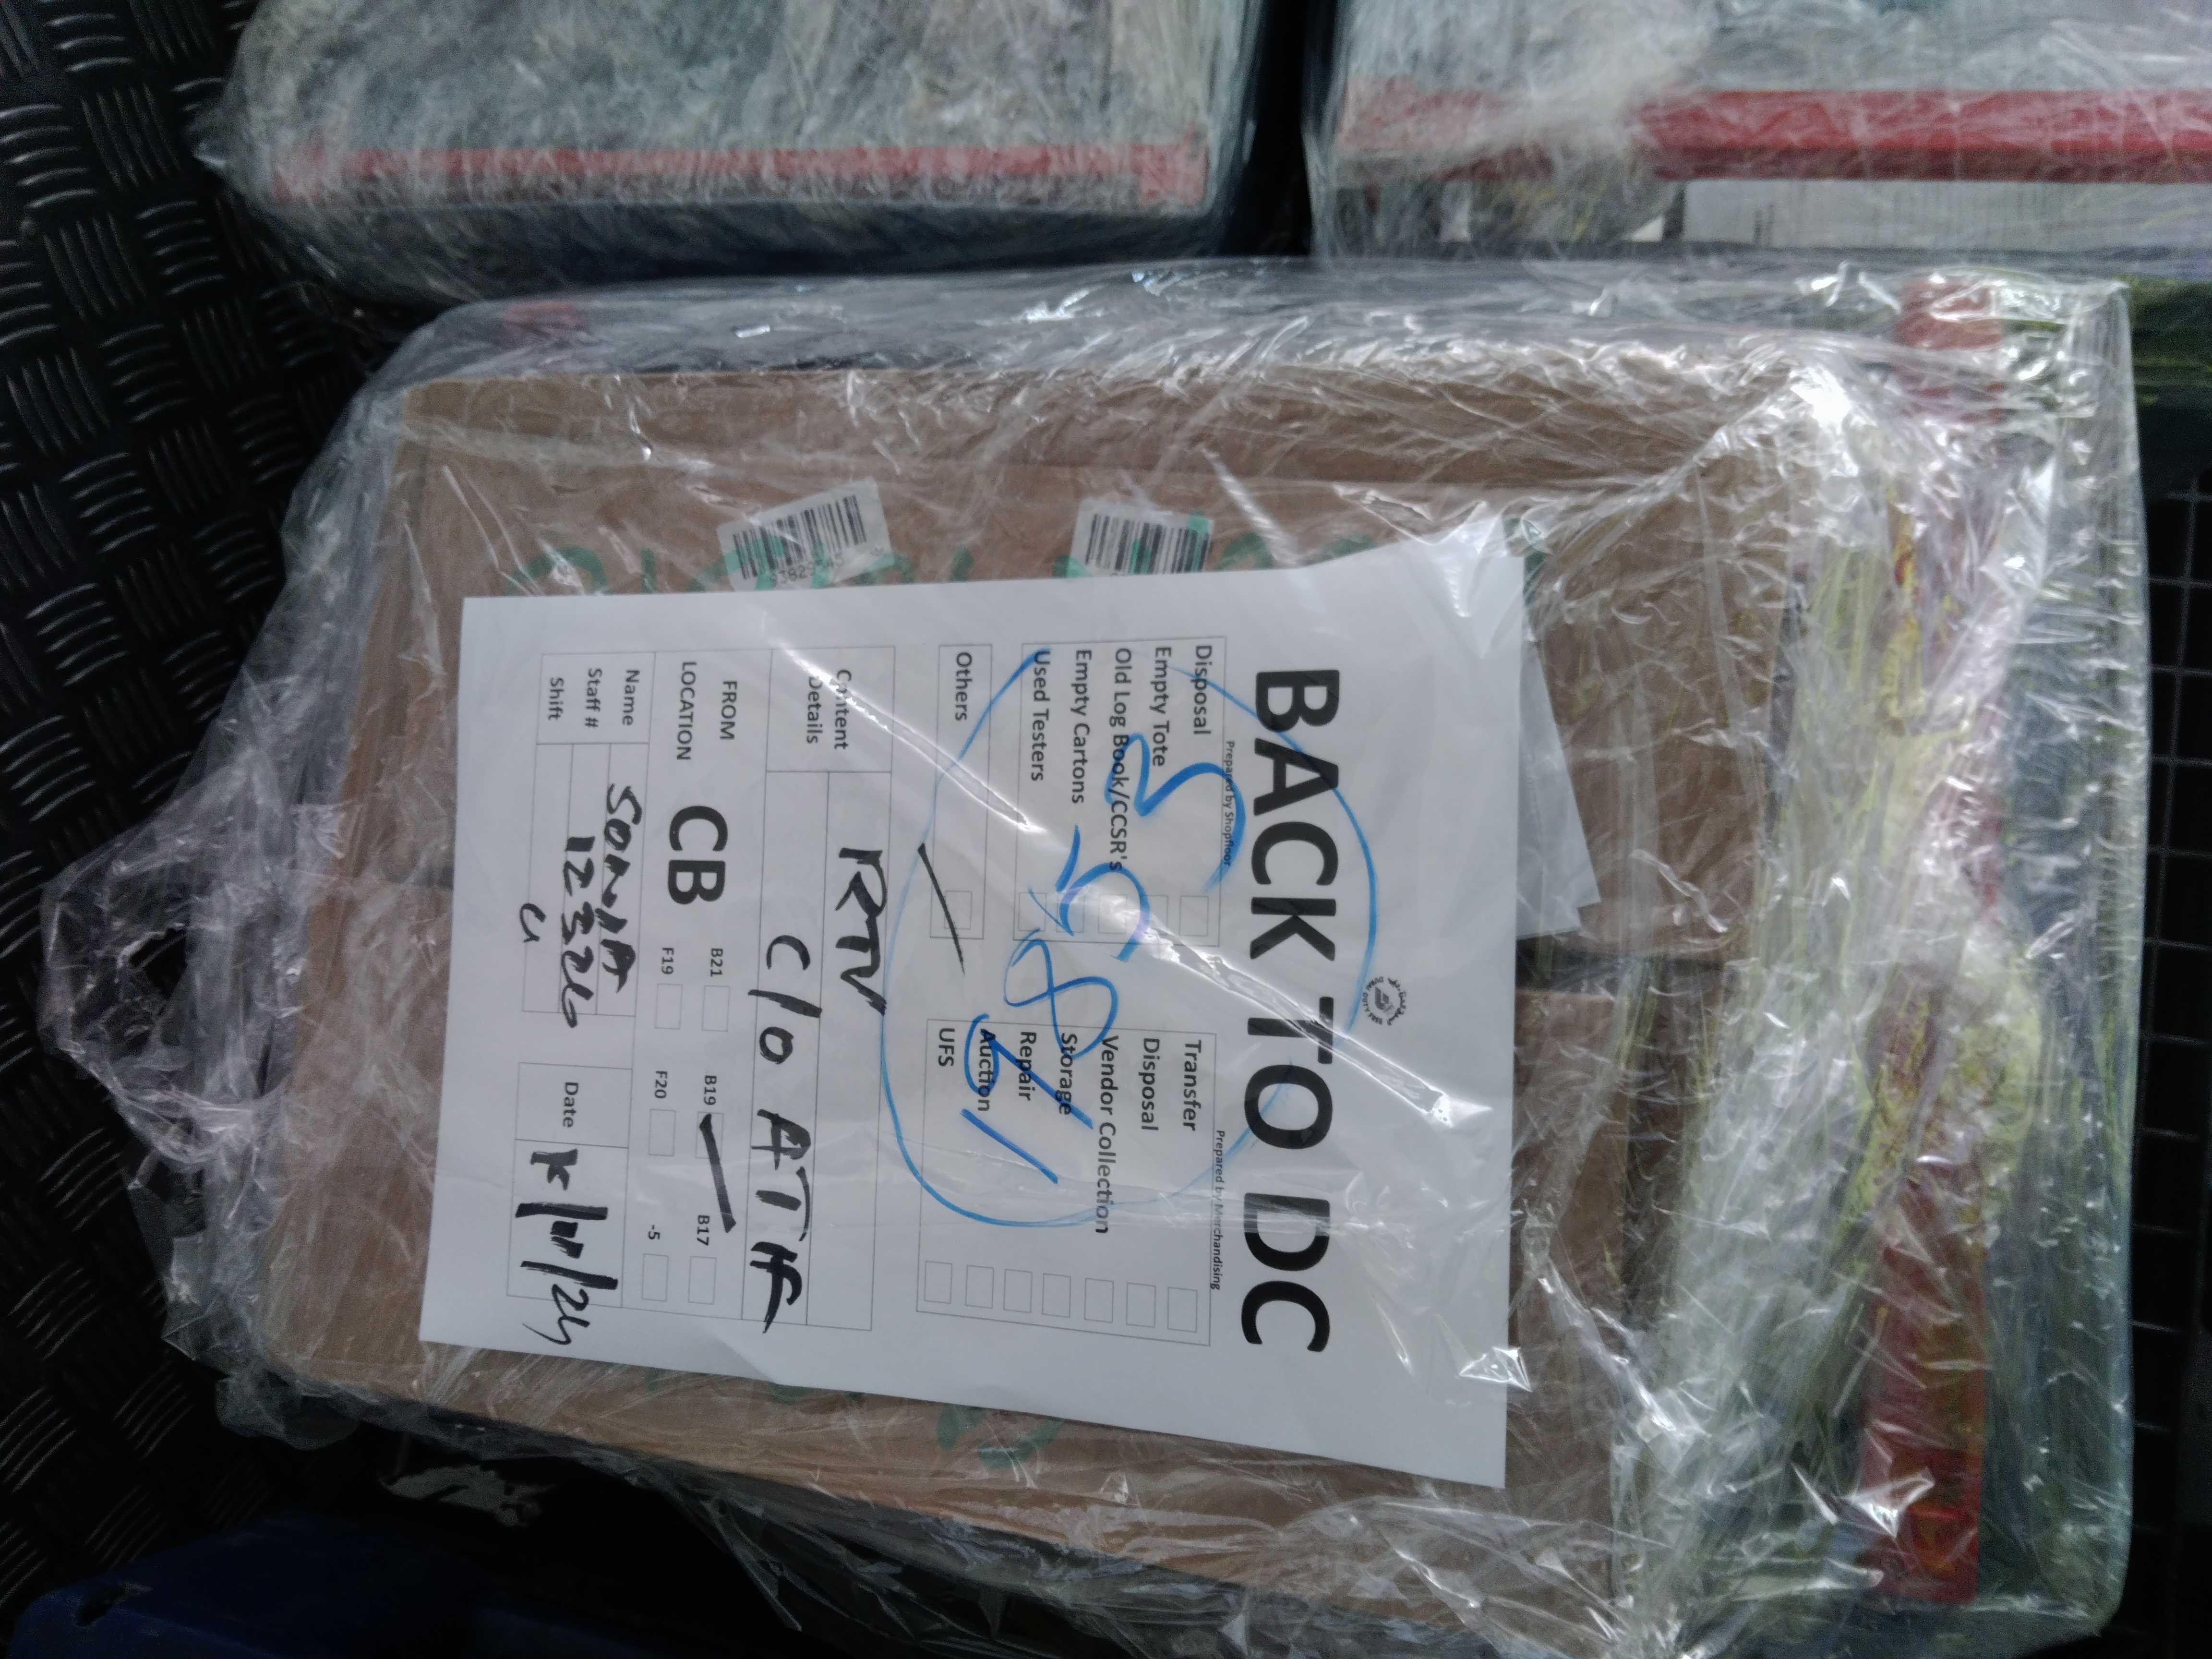 BACK TO DC
Prepared by Shopfloor
Disposal
Empty Tote
Old Log Book/CCSR's
Empty Cartons
Used Testers
Others
Prepared by Merchandising
Transfer
Disposal
Vendor Collection
Storage
Repair
Auction
UFS
Content Details
RTV
C/O ATIF
FROM LOCATION
CB
B21 B19 B17
F19 F20 -5
Name SONIA
Staff #
Shift
Date